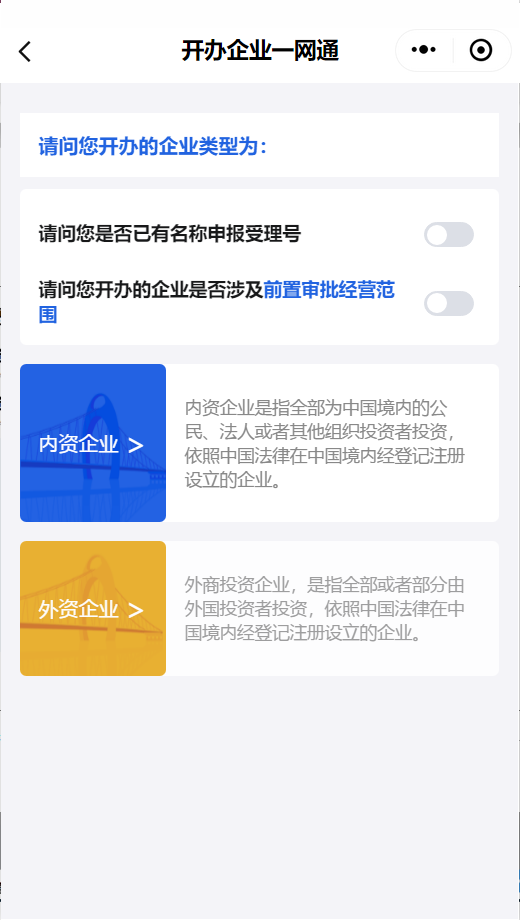 开办企业一网通
请问您开办的企业类型为：
请问您是否已有名称申报受理号
请问您开办的企业是否涉及前置审批经营范
围
内资企业 >
内资企业是指全部为中国境内的公
民、法人或者其他组织投资者投资，
依照中国法律在中国境内经登记注册
设立的企业。
外资企业 >
外商投资企业，是指全部或者部分由
外国投资者投资，依照中国法律在中
国境内经登记注册设立的企业。